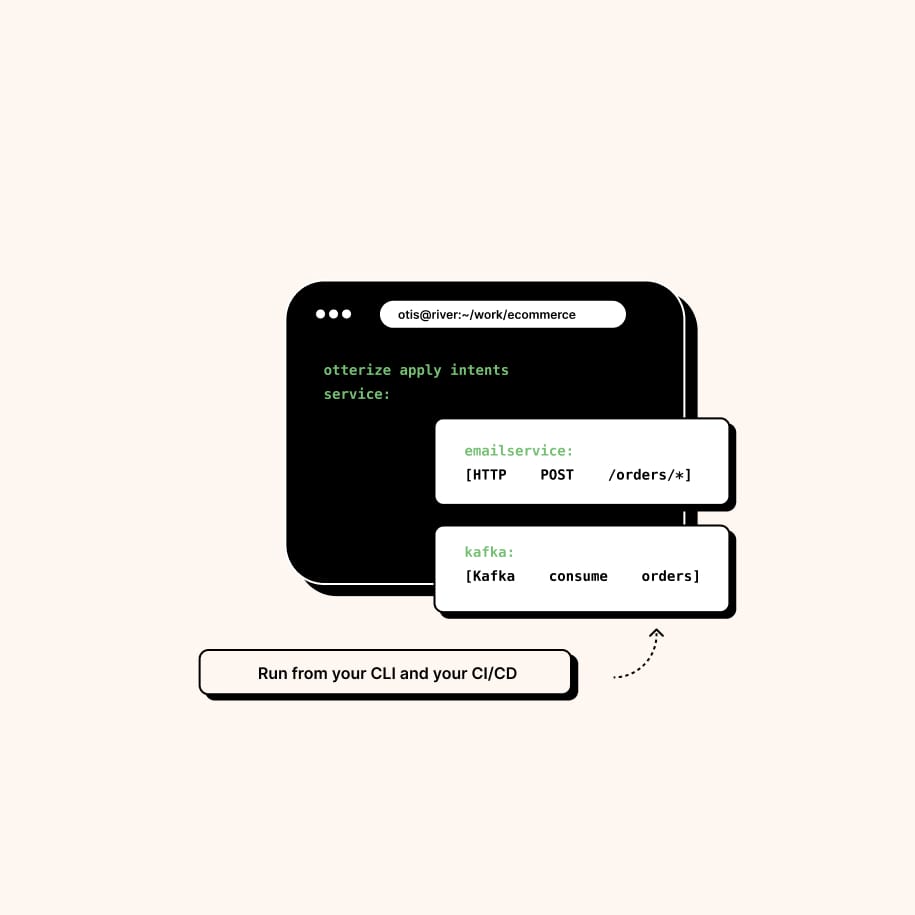 otis@river:~/work/ecommerce
otterize apply intents
service:
emailservice:
[HTTP    POST    /orders/*]
kafka:
[Kafka    consume    orders]
Run from your CLI and your CI/CD